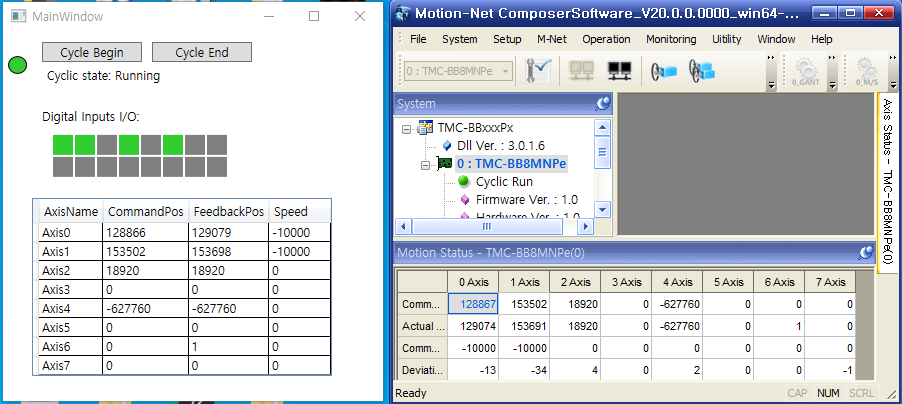 MainWindow
Cycle Begin Cycle End
Cyclic state: Running
Digital Inputs I/O:
AxisName CommandPos FeedbackPos Speed
Axis0 128866 129079 -10000
Axis1 153502 153698 -10000
Axis2 18920 18920 0
Axis3 0 0 0
Axis4 -627760 -627760 0
Axis5 0 0 0
Axis6 0 1 0
Axis7 0 0 0
Motion-Net ComposerSoftware_V20.0.0.0000_win64-...
File System Setup M-Net Operation Monitoring Utility Window Help
0 : TMC-BB8MNPe
0_GANT 0_M/S
System
TMC-BBxxxPx
Dll Ver. : 3.0.1.6
0 : TMC-BB8MNPe
Cyclic Run
Firmware Ver. : 1.0
Hardware Ver. : 1.0
Axis Status - TMC-BB8MNPe(0)
Motion Status - TMC-BB8MNPe(0)
0 Axis 1 Axis 2 Axis 3 Axis 4 Axis 5 Axis 6 Axis 7 Axis
Comm... 128867 153502 18920 0 -627760 0 0 0
Actual ... 129074 153691 18920 0 -627760 0 1 0
Comm... -10000 -10000 0 0 0 0 0 0
Deviati... -13 -34 4 0 2 0 0 -1
Ready CAP NUM SCRL